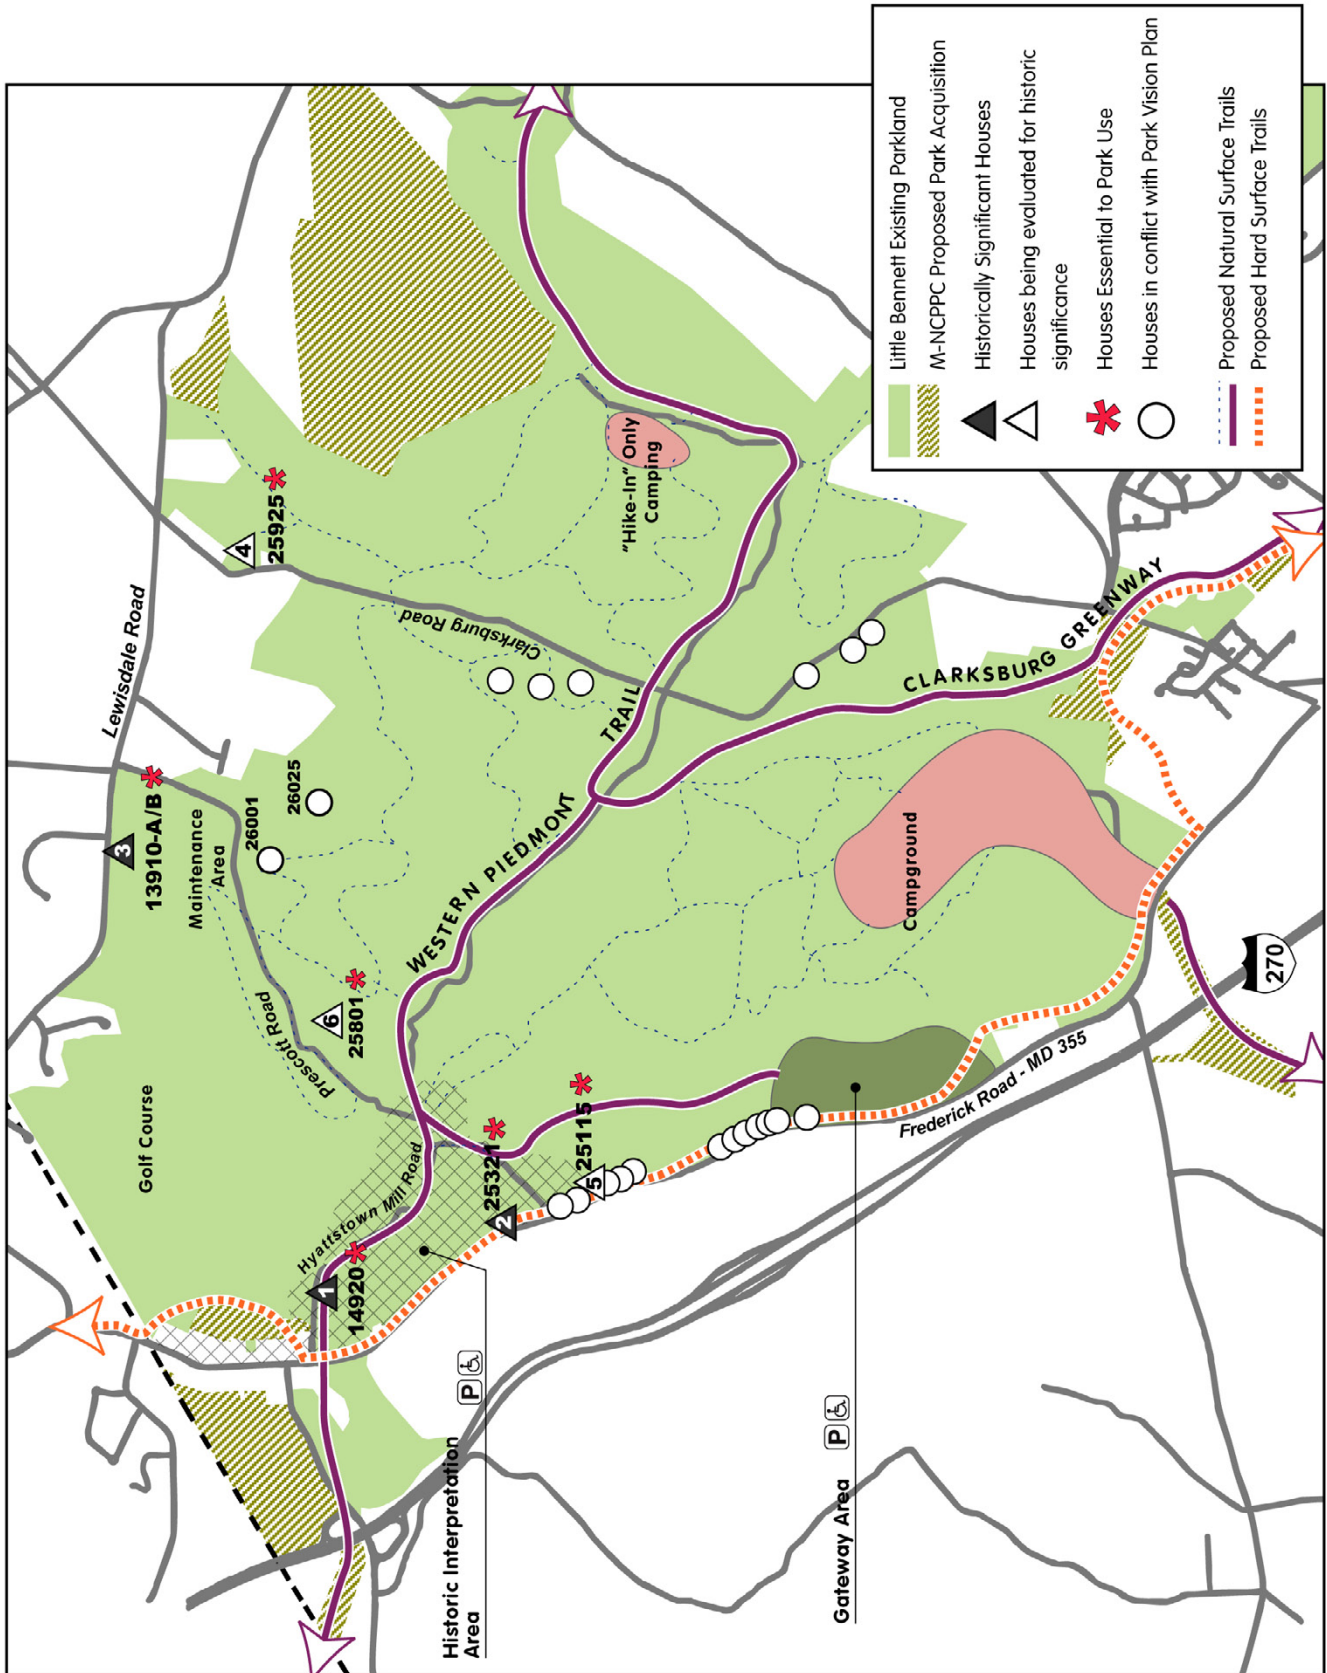 Little Bennett Existing Parkland
M-NCPPC Proposed Park Acquisition
Historically Significant Houses
Houses being evaluated for historic
significance
Houses Essential to Park Use
Houses in conflict with Park Vision Plan
Proposed Natural Surface Trails
Proposed Hard Surface Trails
Golf Course
Lewisdale Road
3
13910-A/B
Maintenance
Area
26001
26025
Prescott Road
6
25801
4
25925
Clarksburg Road
"Hike-In" Only
Camping
WESTERN PIEDMONT
TRAIL
CLARKSBURG GREENWAY
Hyattstown Mill Road
1
14920
2
25321
5
25115
Campground
Frederick Road - MD 355
270
Historic Interpretation
Area
P
Gateway Area
P